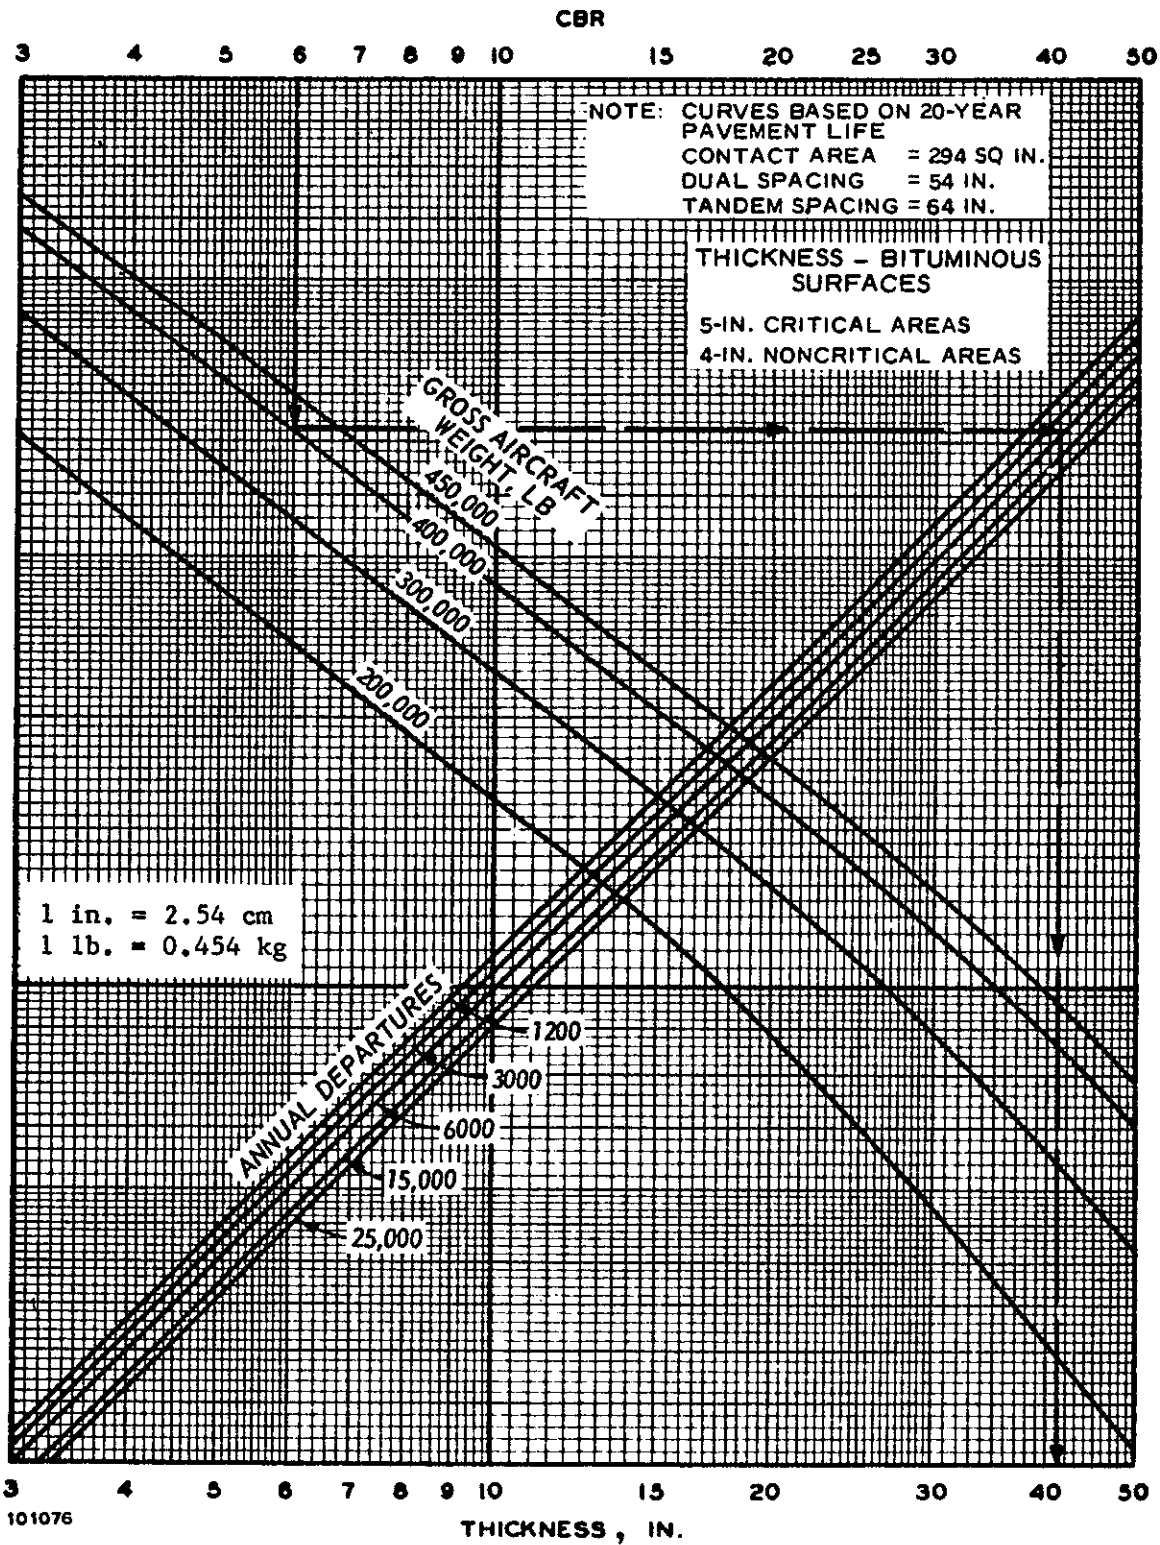 CBR
3 4 5 6 7 8 9 10 15 20 30 40 50
NOTE: CURVES BASED ON 20-YEAR
PAVEMENT LIFE
CONTACT AREA = 294 SQ IN.
DUAL SPACING = 54 IN.
TANDEM SPACING = 64 IN.
THICKNESS – BITUMINOUS
SURFACES
5-IN. CRITICAL AREAS
4-IN. NONCRITICAL AREAS
GROSS AIRCRAFT
WEIGHT, LB
450,000
400,000
300,000
200,000
1 in. = 2.54 cm
1 lb. = 0.454 kg
ANNUAL DEPARTURES
1200
3000
6000
15,000
25,000
3 4 5 6 7 8 9 10 15 20 30 40 50
101076
THICKNESS, IN.